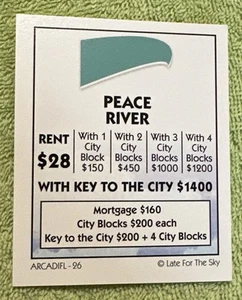 PEACE
RIVER
RENT
$28
With 1
City
Block
$150
With 2
City
Blocks
$450
With 3
City
Blocks
$1000
With 4
City
Blocks
$1200
WITH KEY TO THE CITY $1400
Mortgage $160
City Blocks $200 each
Key to the City $200 + 4 City Blocks
ARCADIFL - 26
© Late For The Sky